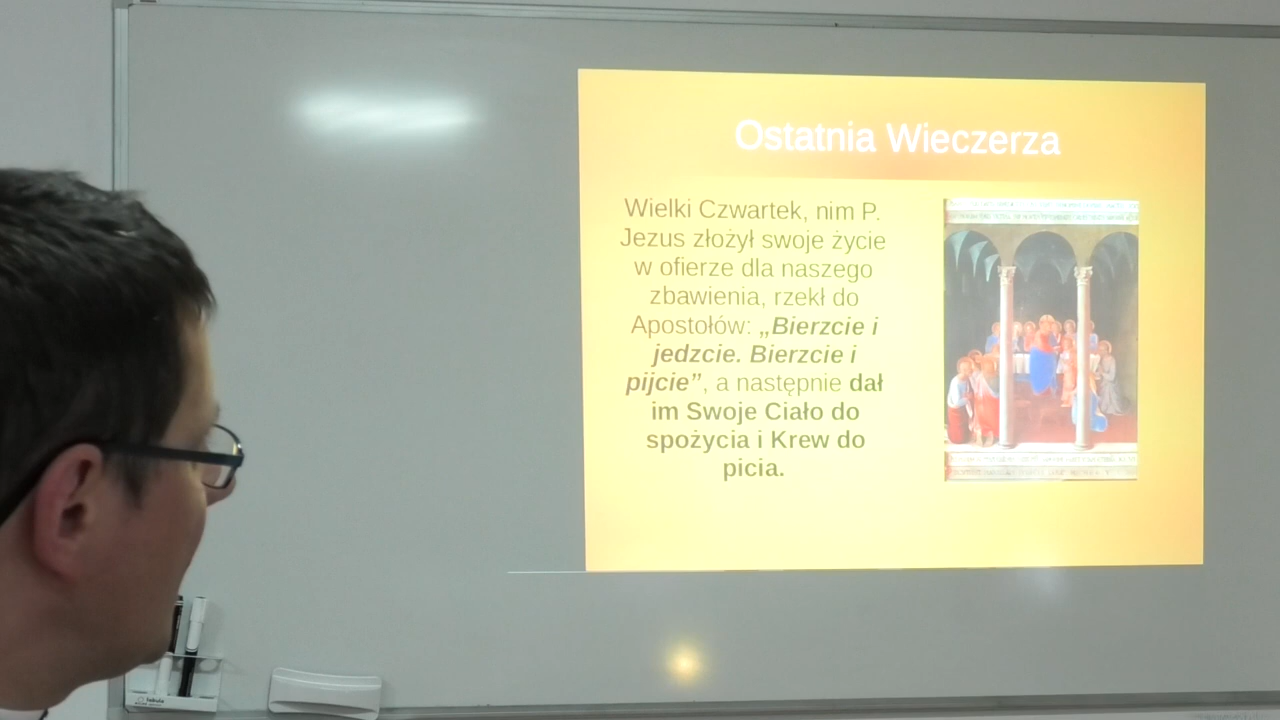 Ostatnia Wieczerza
Wielki Czwartek, nim P.
Jezus złożył swoje życie
w ofierze dla naszego
zbawienia, rzekł do
Apostołów: „Bierzcie i
jedzcie. Bierzcie i
pijcie”, a następnie dał
im Swoje Ciało do
spożycia i Krew do
picia.